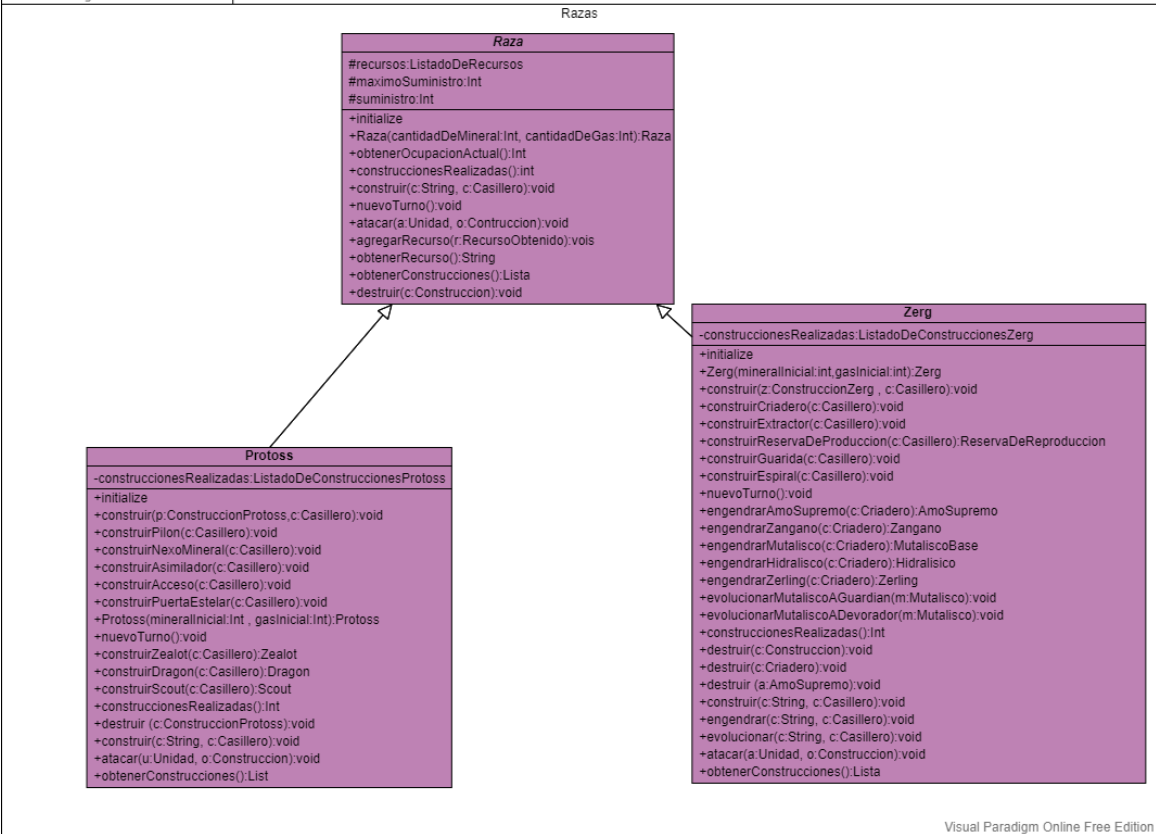 Razas
Raza
#recursos:ListadoDeRecursos
#maximoSuministro:Int
#suministro:Int
+initialize
+Raza(cantidadDeMineral:Int, cantidadDeGas:Int):Raza
+obtenerOcupacionActual():Int
+construccionesRealizadas():int
+construir(c:String, c:Casillero):void
+nuevoTurno():void
+atacar(a:Unidad, o:Contruccion):void
+agregarRecurso(r:RecursoObtenido):vois
+obtenerRecurso():String
+obtenerConstrucciones():Lista
+destruir(c:Construccion):void
Zerg
-construccionesRealizadas:ListadoDeConstruccionesZerg
+initialize
+Zerg(mineralInicial:int,gasInicial:int):Zerg
+construir(z:ConstruccionZerg , c:Casillero):void
+construirCriadero(c:Casillero):void
+construirExtractor(c:Casillero):void
+construirReservaDeProduccion(c:Casillero):ReservaDeReproduccion
+construirGuarida(c:Casillero):void
+construirEspiral(c:Casillero):void
+nuevoTurno():void
+engendrarAmoSupremo(c:Criadero):AmoSupremo
+engendrarZangano(c:Criadero):Zangano
+engendrarMutalisco(c:Criadero):MutaliscoBase
+engendrarHidralisco(c:Criadero):Hidralisico
+engendrarZerling(c:Criadero):Zerling
+evolucionarMutaliscoAGuardian(m:Mutalisco):void
+evolucionarMutaliscoADevorador(m:Mutalisco):void
+construccionesRealizadas():Int
+destruir(c:Construccion):void
+destruir(c:Criadero):void
+destruir (a:AmoSupremo):void
+construir(c:String, c:Casillero):void
+engendrar(c:String, c:Casillero):void
+evolucionar(c:String, c:Casillero):void
+atacar(a:Unidad, o:Contruccion):void
+obtenerConstrucciones():Lista
Protoss
-construccionesRealizadas:ListadoDeConstruccionesProtoss
+initialize
+construir(p:ConstruccionProtoss,c:Casillero):void
+construirPilon(c:Casillero):void
+construirNexoMineral(c:Casillero):void
+construirAsimilador(c:Casillero):void
+construirAcceso(c:Casillero):void
+construirPuertaEstelar(c:Casillero):void
+Protoss(mineralInicial:Int , gasInicial:Int):Protoss
+nuevoTurno():void
+construirZealot(c:Casillero):Zealot
+construirDragon(c:Casillero):Dragon
+construirScout(c:Casillero):Scout
+construccionesRealizadas():Int
+destruir (c:ConstruccionProtoss):void
+construir(c:String, c:Casillero):void
+atacar(u:Unidad, o:Construccion):void
+obtenerConstrucciones():List
Visual Paradigm Online Free Edition